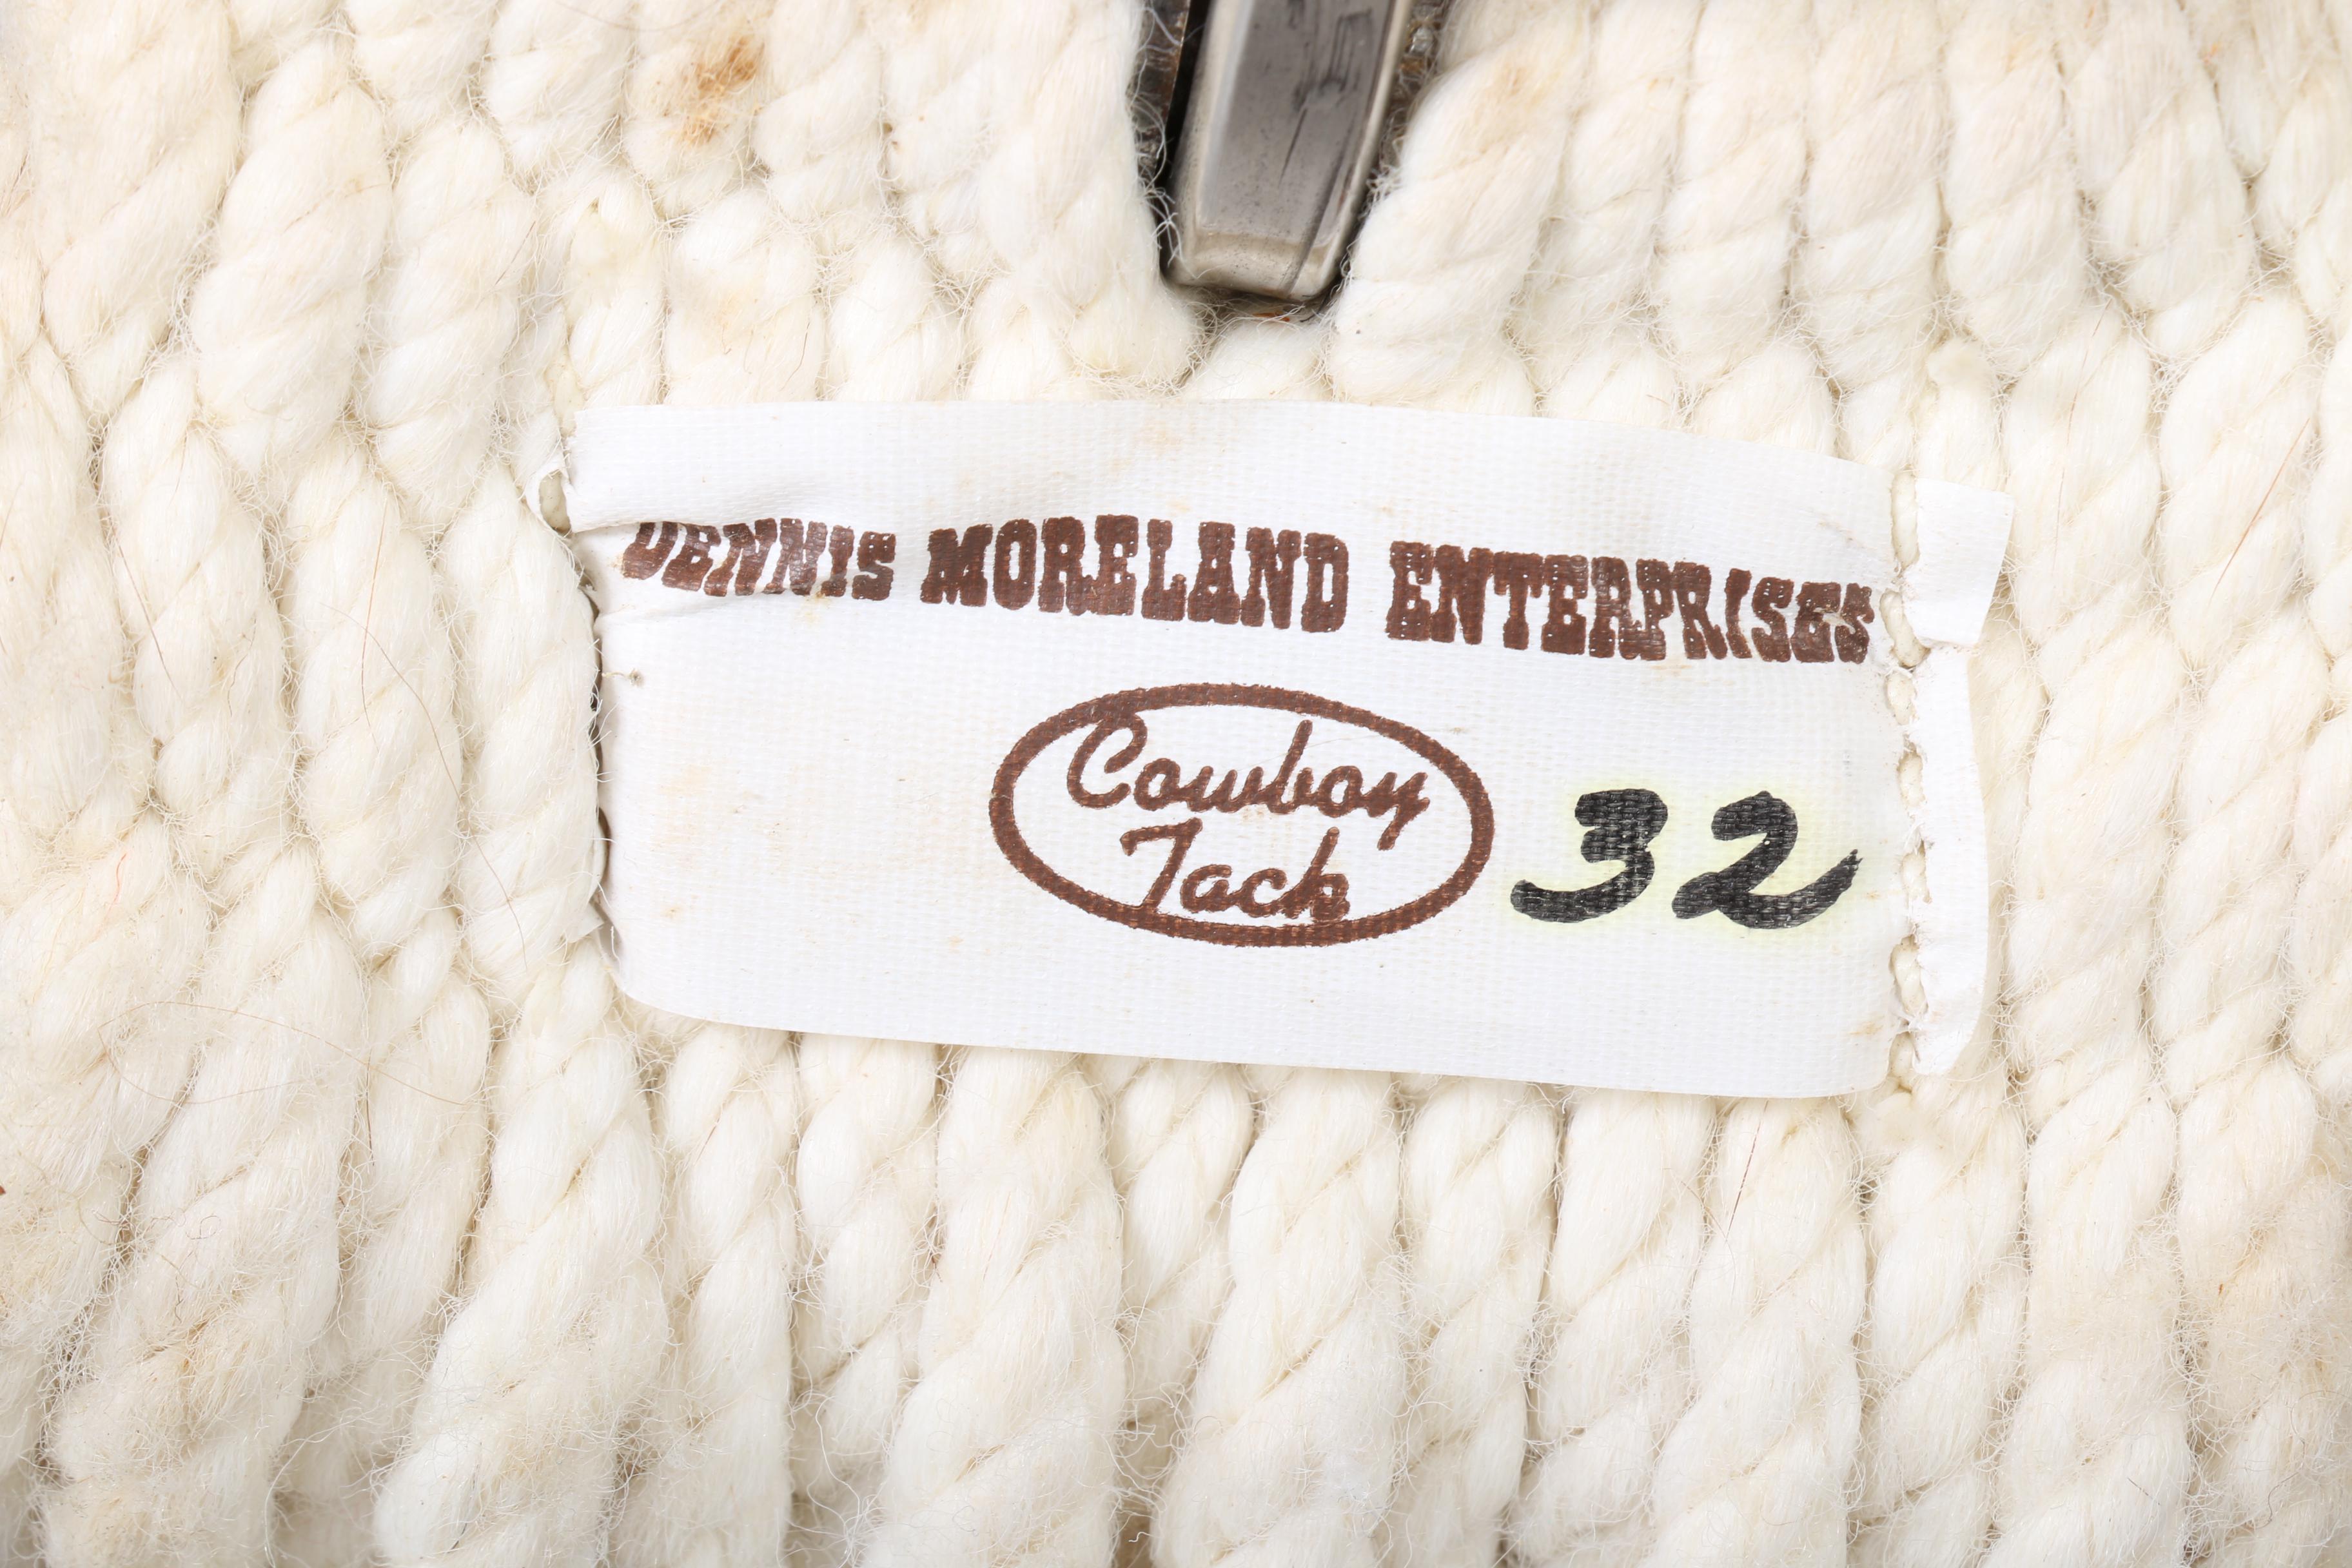 DENNIS MORELAND ENTERPRISES
Cowboy
Tack
32